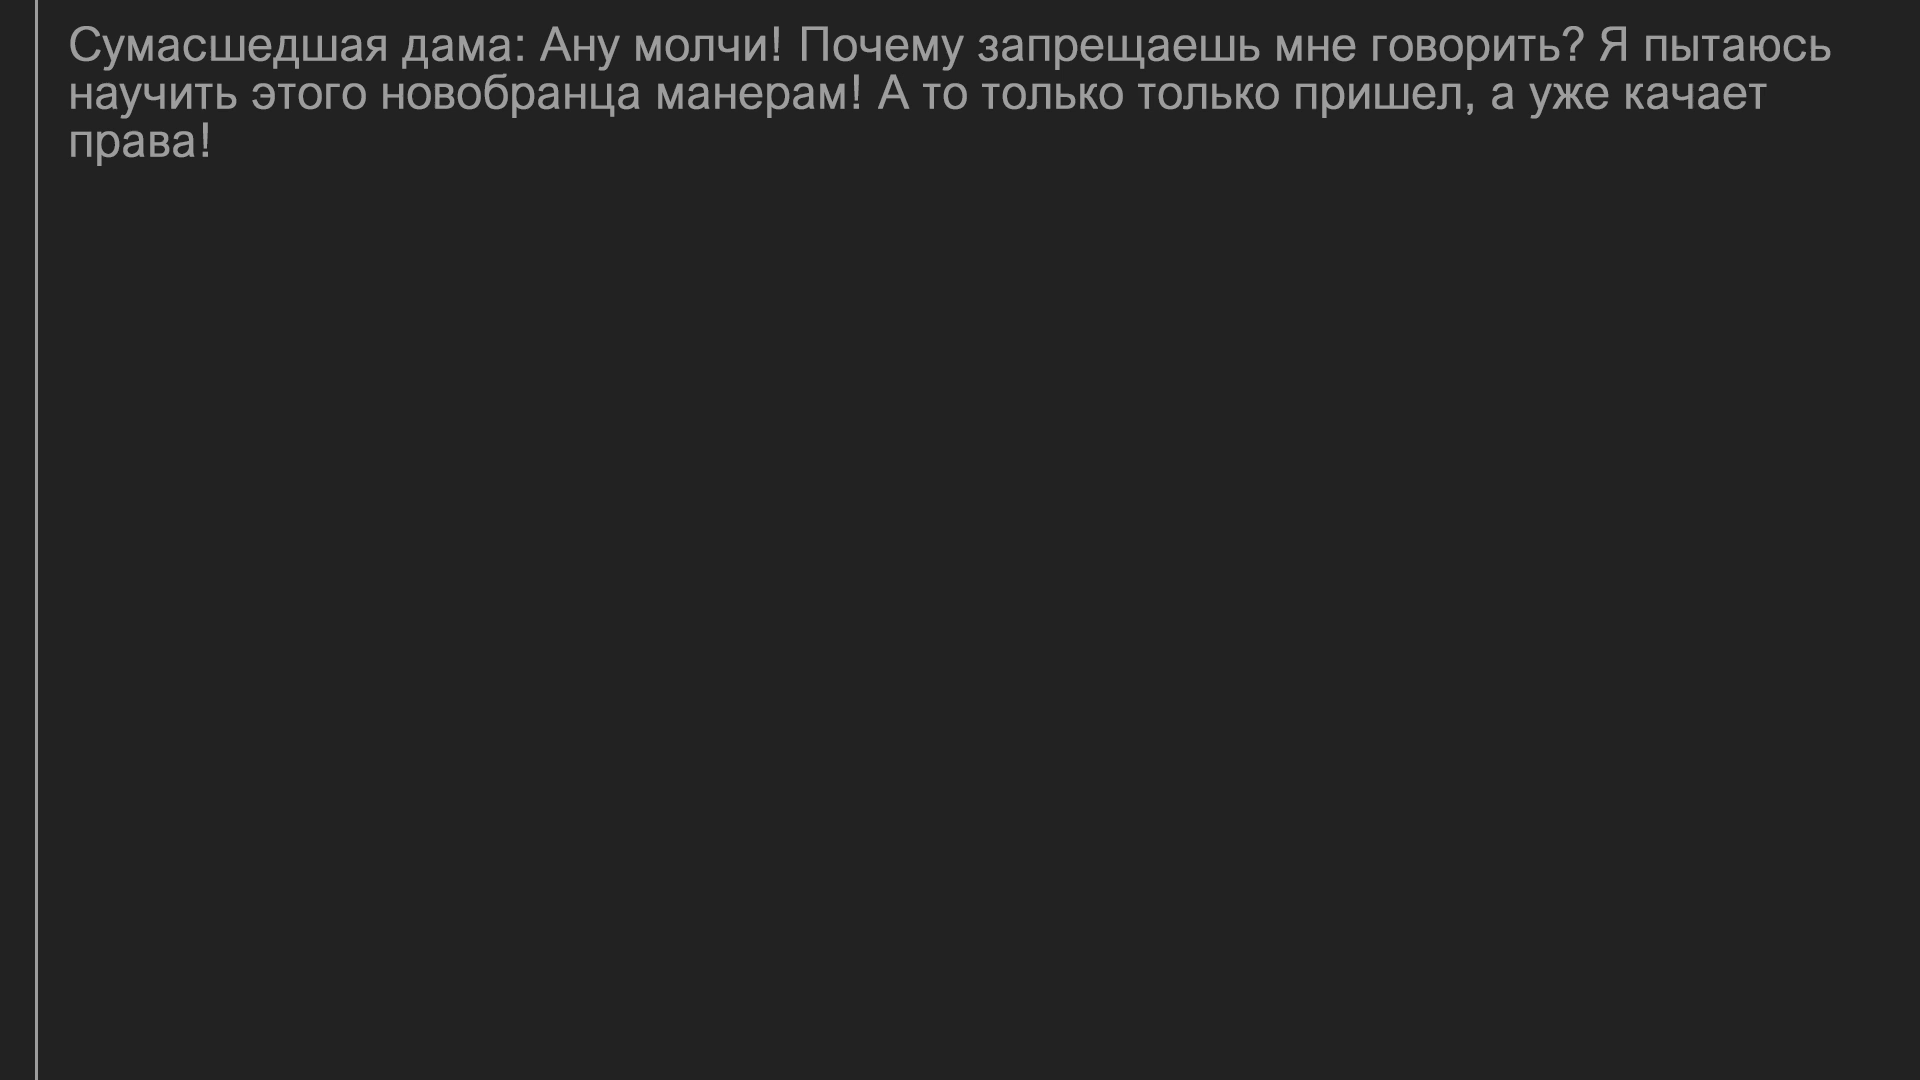 Сумасшедшая дама: Ану молчи! Почему запрещаешь мне говорить? Я пытаюсь
научить этого новобранца манерам! А то только только пришел, а уже качает
права!